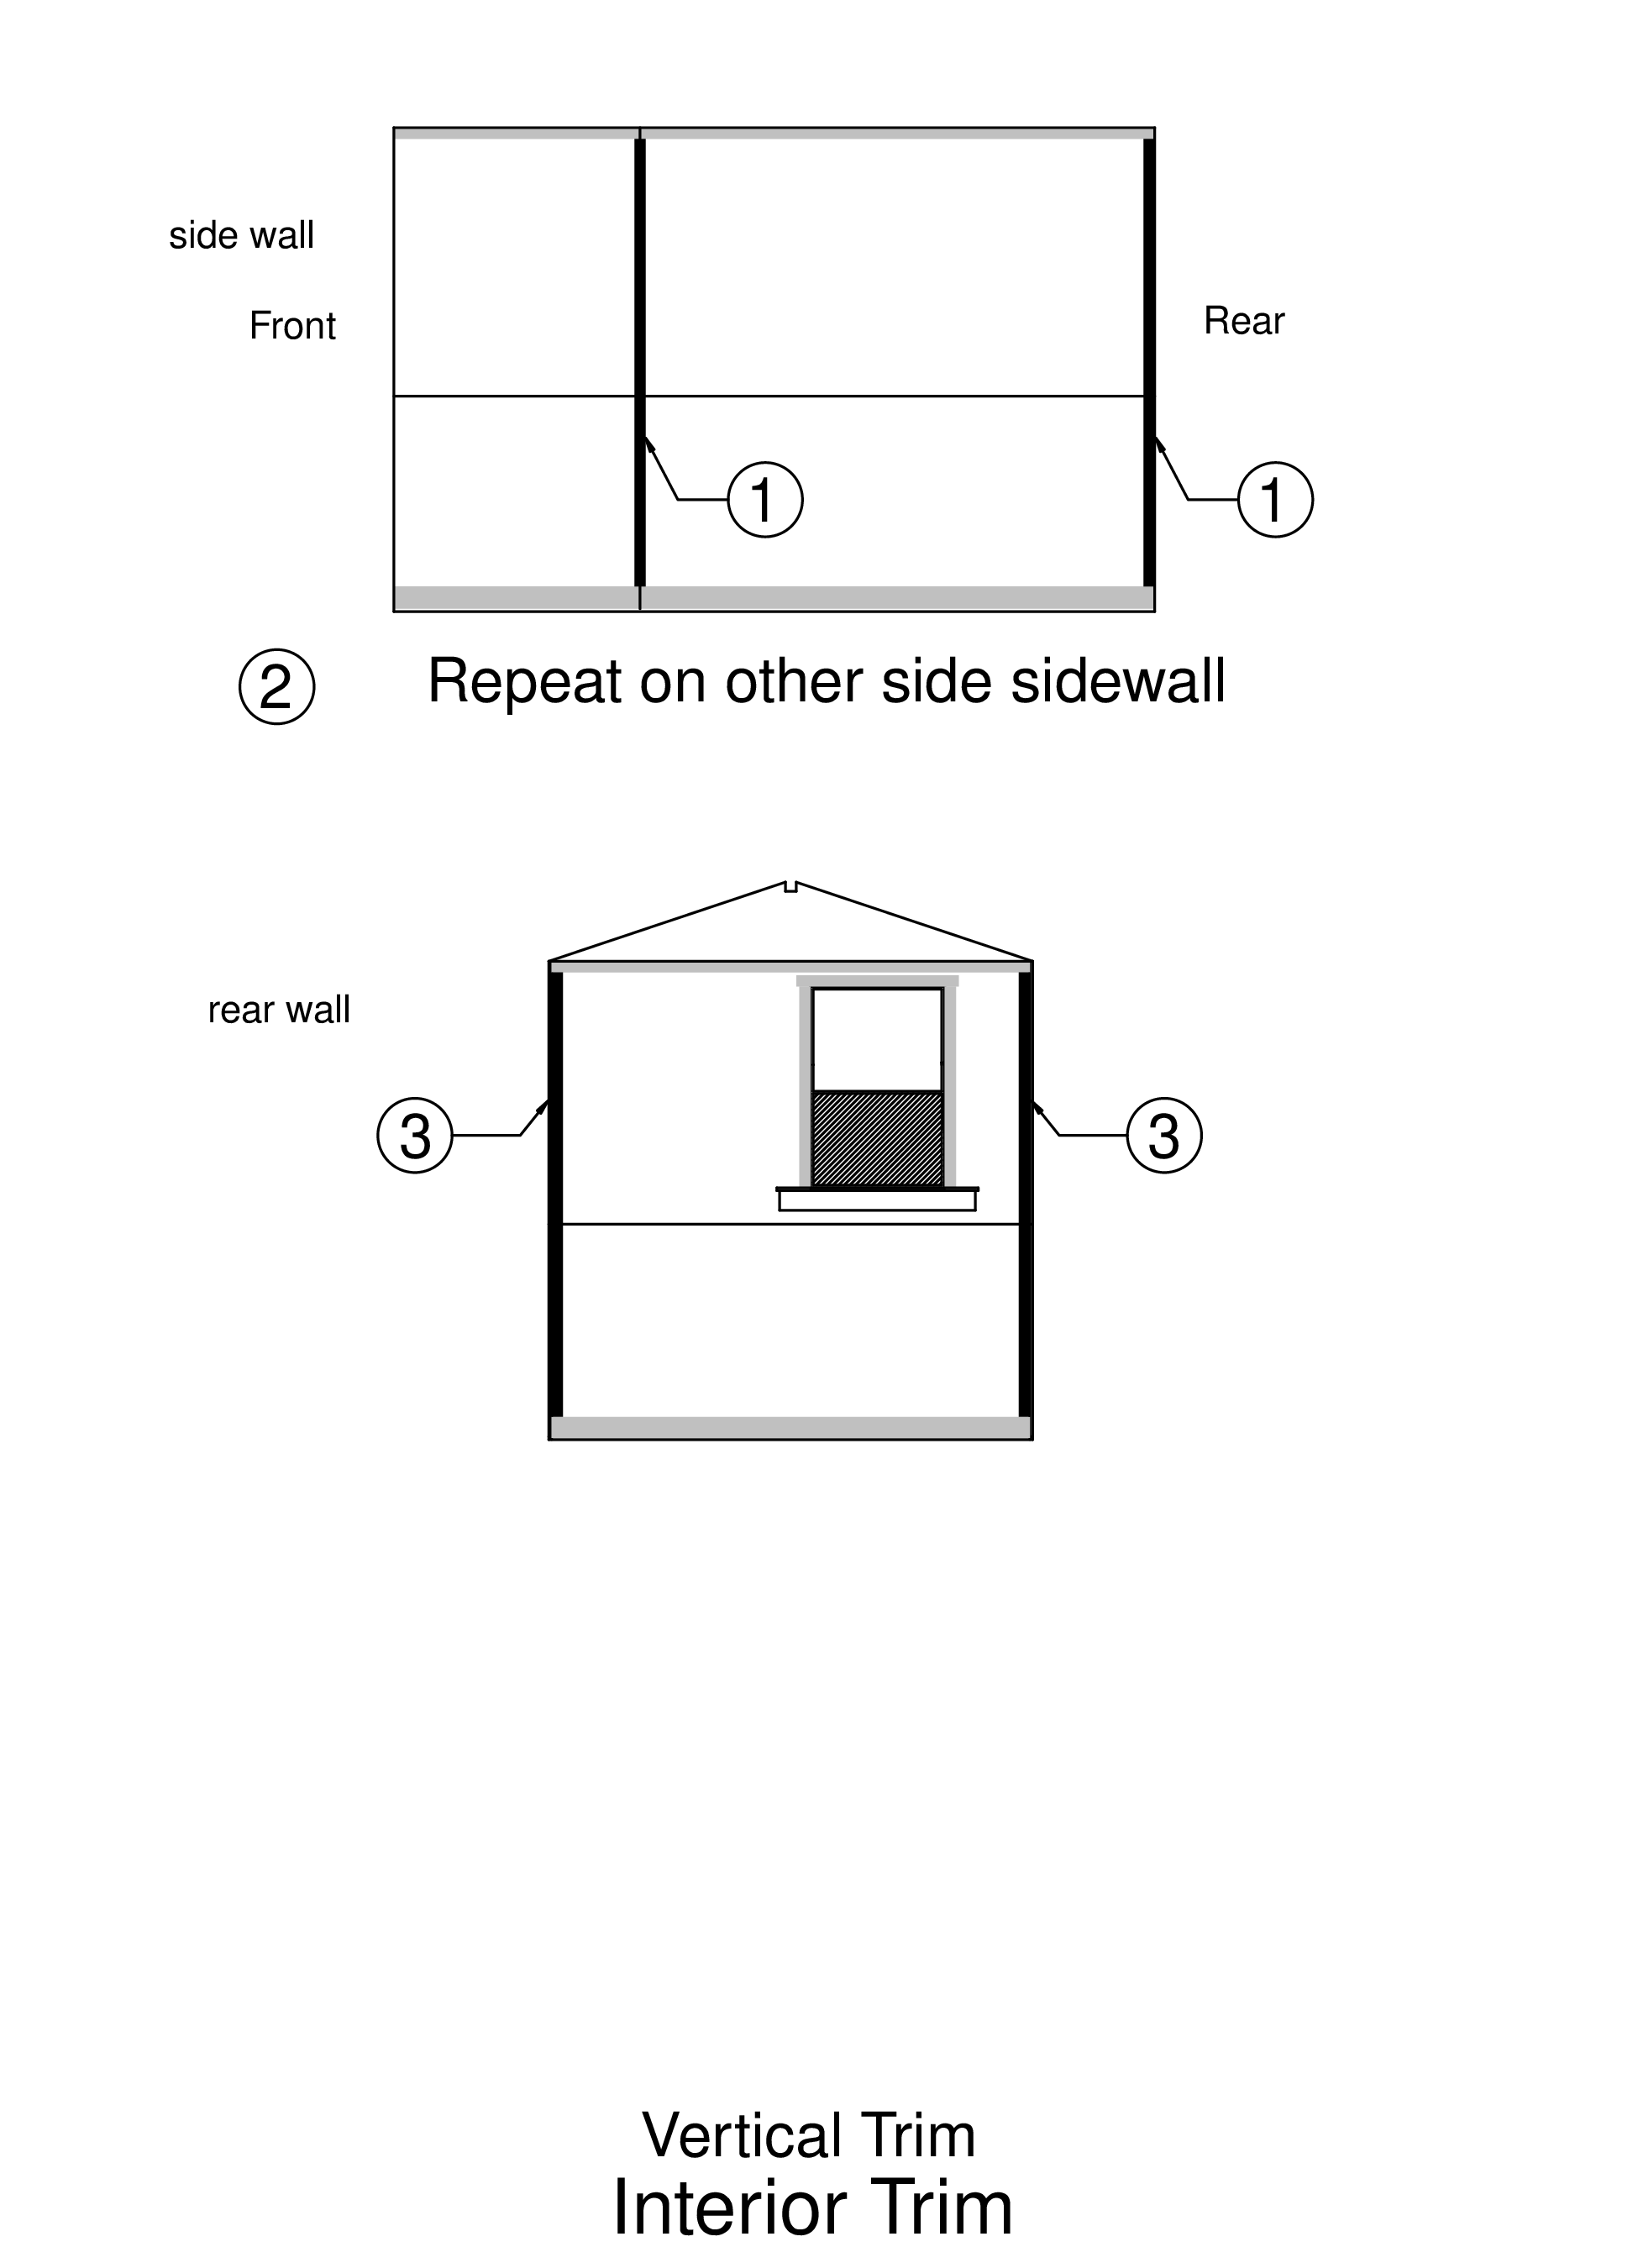 side wall
Front
Rear
1
1
2 Repeat on other side sidewall
rear wall
3
3
Vertical Trim
Interior Trim